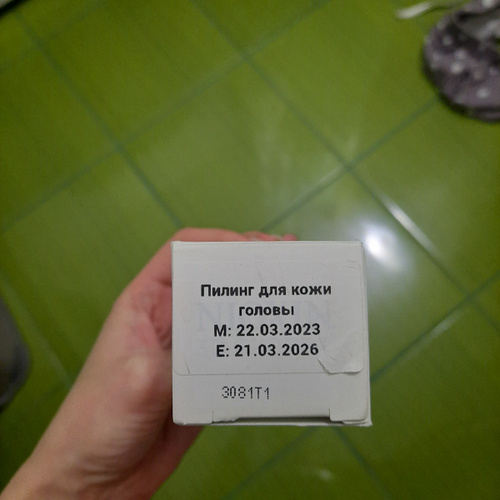 Пилинг для кожи
головы
M: 22.03.2023
E: 21.03.2026
3081T1